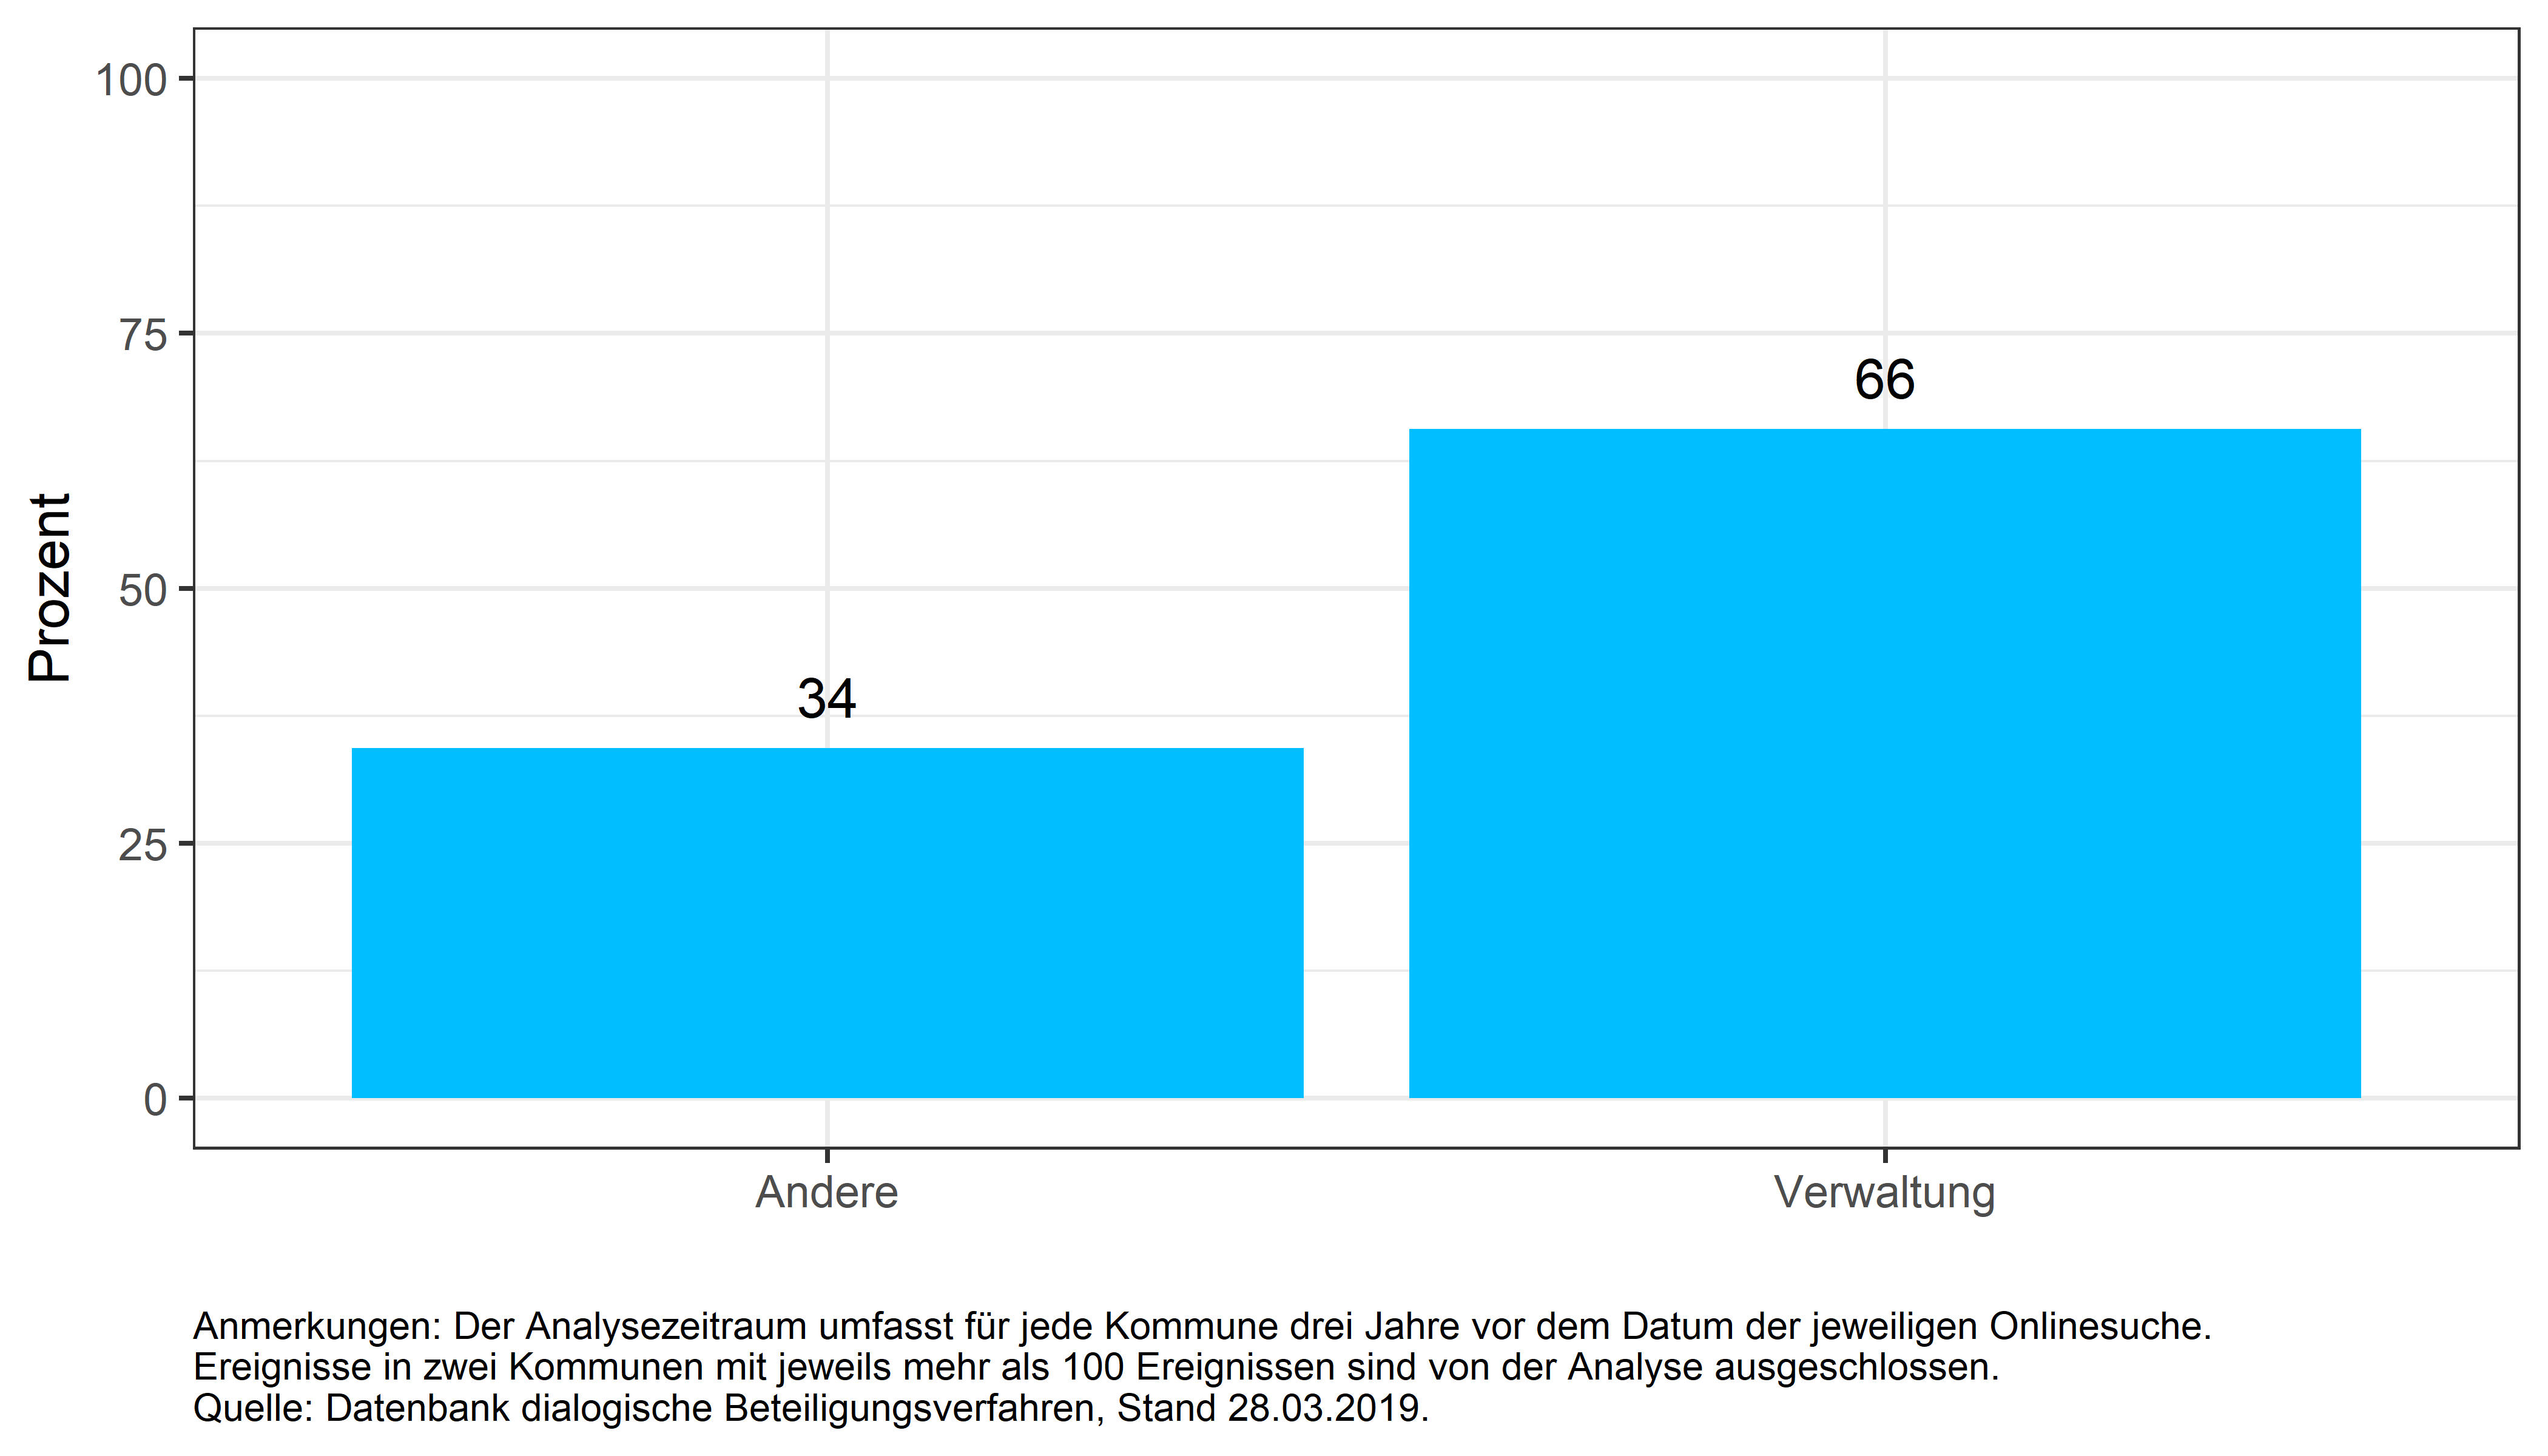 100
75
50
25
0
Prozent
34
66
Andere
Verwaltung
Anmerkungen: Der Analysezeitraum umfasst für jede Kommune drei Jahre vor dem Datum der jeweiligen Onlinesuche.
Ereignisse in zwei Kommunen mit jeweils mehr als 100 Ereignissen sind von der Analyse ausgeschlossen.
Quelle: Datenbank dialogische Beteiligungsverfahren, Stand 28.03.2019.